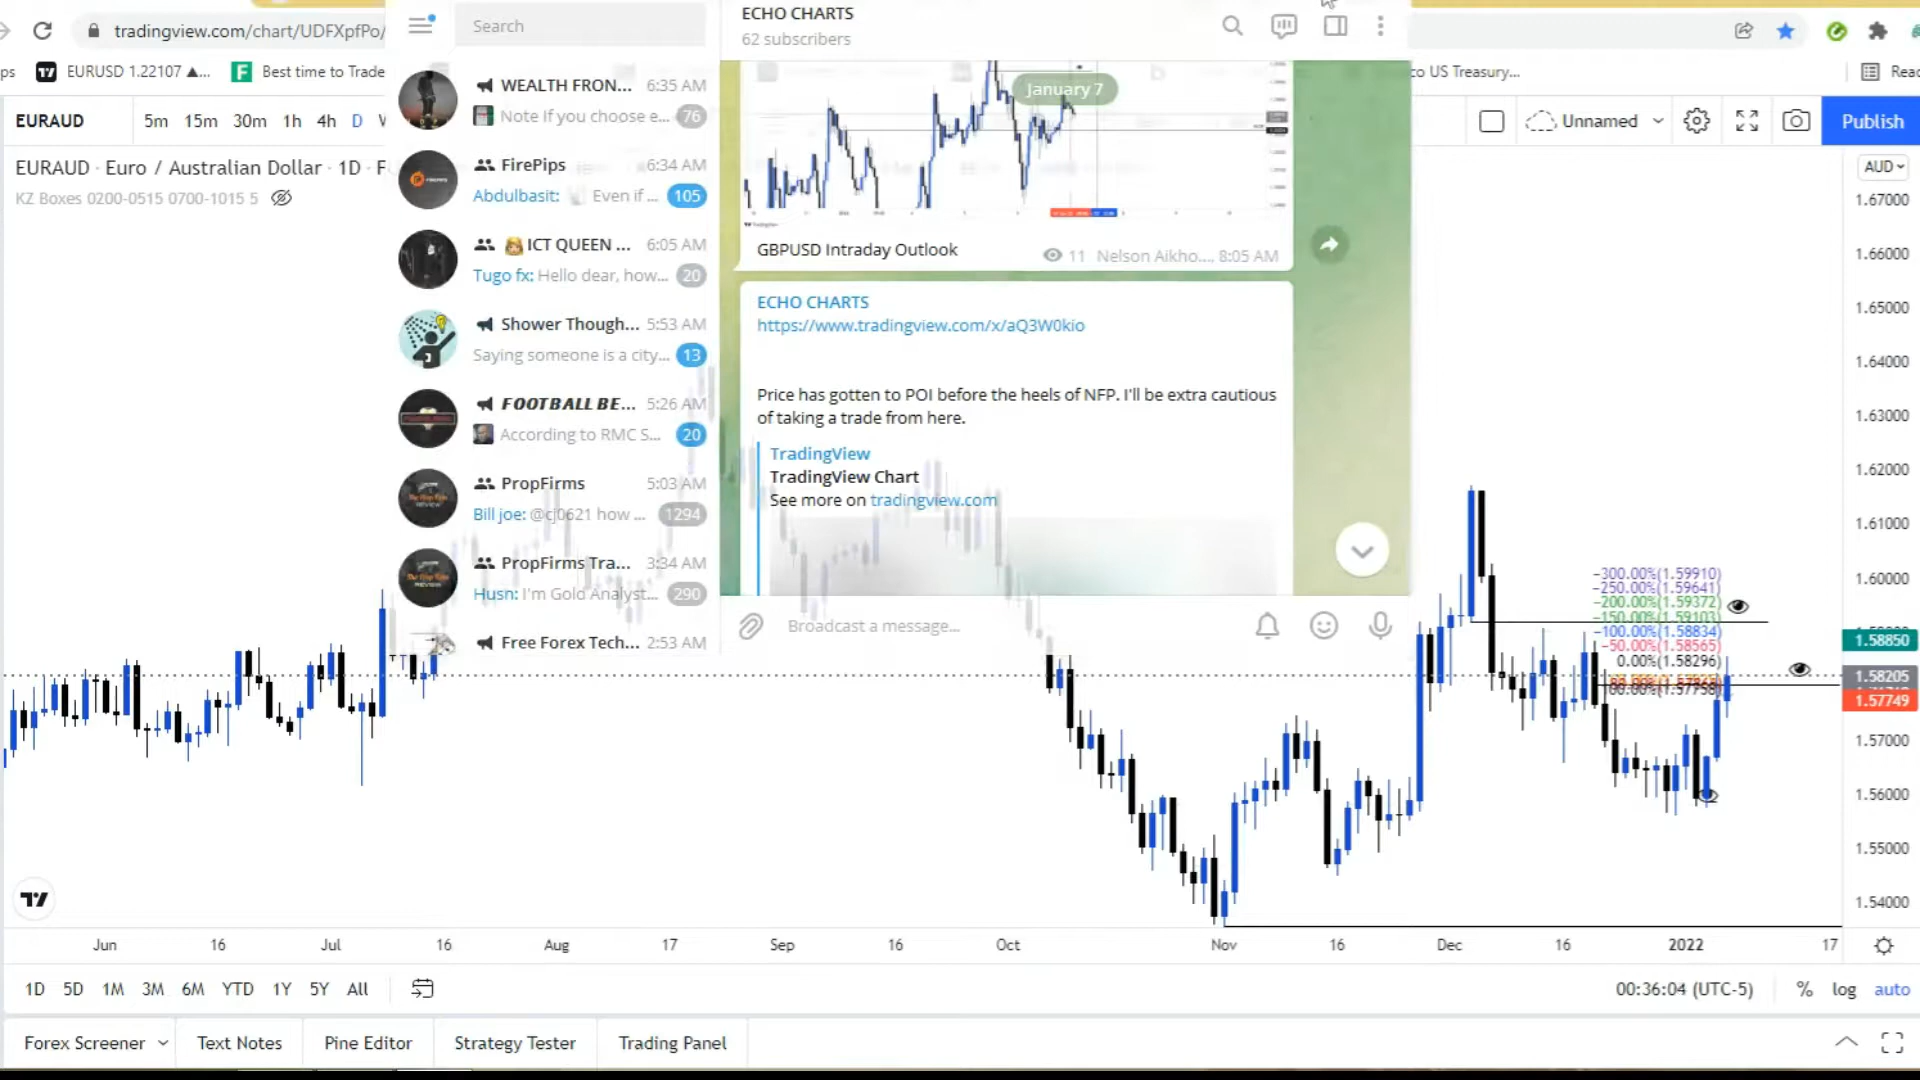 tradingview.com/chart/UDFXpfPo/
ps
EURUSD 1.22107 ▲...
Best time to Trade
to US Treasury...
Reac
EURAUD
5m 15m 30m 1h 4h D
Unnamed
Publish
EURAUD · Euro / Australian Dollar · 1D · F
KZ Boxes 0200-0515 0700-1015 5
Search
WEALTH FRON... 6:35 AM
Note If you choose e... 76
FirePips 6:34 AM
Abdulbasit: Even if ... 105
ICT QUEEN ... 6:05 AM
Tugo fx: Hello dear, how... 20
Shower Though... 5:53 AM
Saying someone is a city... 13
FOOTBALL BE... 5:26 AM
According to RMC S... 20
PropFirms 5:03 AM
Bill joe: @cj0621 how ... 1294
PropFirms Tra... 3:34 AM
Husn: I'm Gold Analyst... 290
Free Forex Tech... 2:53 AM
ECHO CHARTS
62 subscribers
January 7
GBPUSD Intraday Outlook
11 Nelson Aikho..., 8:05 AM
ECHO CHARTS
https://www.tradingview.com/x/aQ3W0kio
Price has gotten to POI before the heels of NFP. I'll be extra cautious
of taking a trade from here.
TradingView
TradingView Chart
See more on tradingview.com
Broadcast a message...
AUD
1.67000
1.66000
1.65000
1.64000
1.63000
1.62000
1.61000
1.60000
1.58850
1.58205
1.57749
1.57000
1.56000
1.55000
1.54000
-300.00%(1.59910)
-250.00%(1.59641)
-200.00%(1.59372)
-150.00%(1.59103)
-100.00%(1.58834)
-50.00%(1.58565)
0.00%(1.58296)
Jun 16 Jul 16 Aug 17 Sep 16 Oct Nov 16 Dec 16 2022 17
1D 5D 1M 3M 6M YTD 1Y 5Y All
00:36:04 (UTC-5) % log auto
Forex Screener Text Notes Pine Editor Strategy Tester Trading Panel